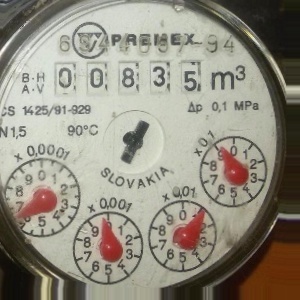 PREMEX
B-H 00835 m³
A-V
CS 1425/91-929 Δp 0,1 MPa
N 1,5 90°C
SLOVAKIA
x 0,0001
x 0,001
x 0,01
x 0,1